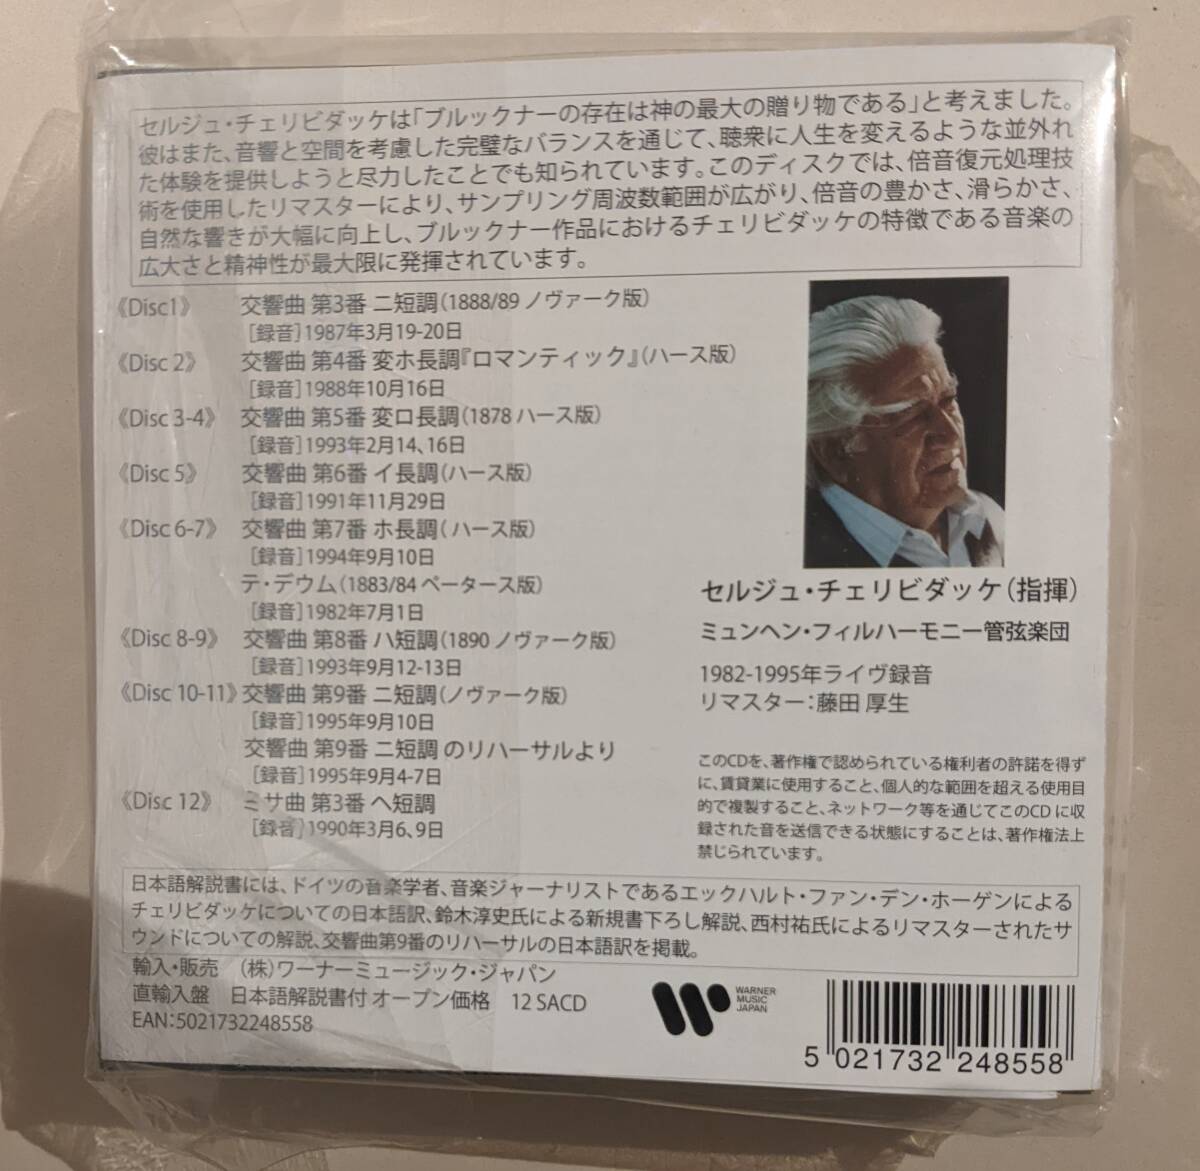 セルジュ・チェリビダッケは「ブルックナーの存在は神の最大の贈り物である」と考えました。
彼はまた、音響と空間を考慮した完璧なバランスを通じて、聴衆に人生を変えるような並外れ
た体験を提供しようと尽力したことでも知られています。このディスクでは、倍音復元処理技
術を使用したリマスターにより、サンプリング周波数範囲が広がり、倍音の豊かさ、滑らかさ、
自然な響きが大幅に向上し、ブルックナー作品におけるチェリビダッケの特徴である音楽の
広大さと精神性が最大限に発揮されています。
《Disc1》 交響曲 第3番 ニ短調（1888/89 ノヴァーク版）
［録音］1987年3月19-20日
《Disc 2》 交響曲 第4番 変ホ長調『ロマンティック』（ハース版）
［録音］1988年10月16日
《Disc 3-4》 交響曲 第5番 変ロ長調（1878 ハース版）
［録音］1993年2月14、16日
《Disc 5》 交響曲 第6番 イ長調（ハース版）
［録音］1991年11月29日
《Disc 6-7》 交響曲 第7番 ホ長調（ ハース版）
［録音］1994年9月10日
テ・デウム（1883/84 ペータース版）
［録音］1982年7月1日
《Disc 8-9》 交響曲 第8番 ハ短調（1890 ノヴァーク版）
［録音］1993年9月12-13日
《Disc 10-11》 交響曲 第9番 ニ短調（ノヴァーク版）
［録音］1995年9月10日
交響曲 第9番 ニ短調 のリハーサルより
［録音］1995年9月4-7日
《Disc 12》 ミサ曲 第3番 ヘ短調
［録音］1990年3月6、9日
セルジュ・チェリビダッケ（指揮）
ミュンヘン・フィルハーモニー管弦楽団
1982-1995年ライヴ録音
リマスター：藤田 厚生
このCDを、著作権で認められている権利者の許諾を得ず
に、賃貸業に使用すること、個人的な範囲を超える使用目
的で複製すること、ネットワーク等を通じてこのCD に収
録された音を送信できる状態にすることは、著作権法上
禁じられています。
日本語解説書には、ドイツの音楽学者、音楽ジャーナリストであるエックハルト・ファン・デン・ホーゲンによる
チェリビダッケについての日本語訳、鈴木淳史氏による新規書下ろし解説、西村祐氏によるリマスターされたサ
ウンドについての解説、交響曲第9番のリハーサルの日本語訳を掲載。
輸入・販売 （株）ワーナーミュージック・ジャパン
直輸入盤 日本語解説書付 オープン価格 12 SACD
EAN：5021732248558
WARNER
MUSIC
JAPAN
5 021732 248558